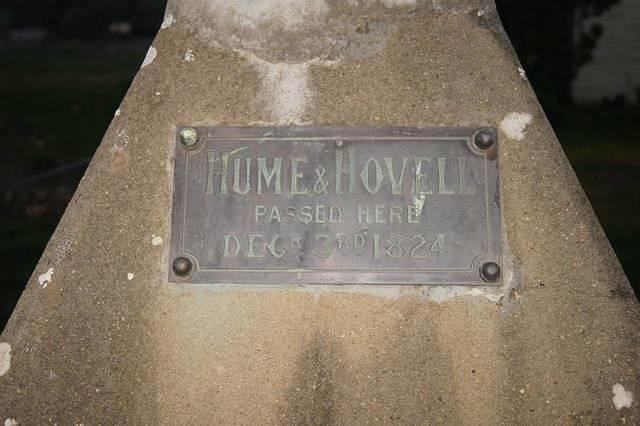 HUME & HOVELL
PASSED HERE
DECR 3RD 1824